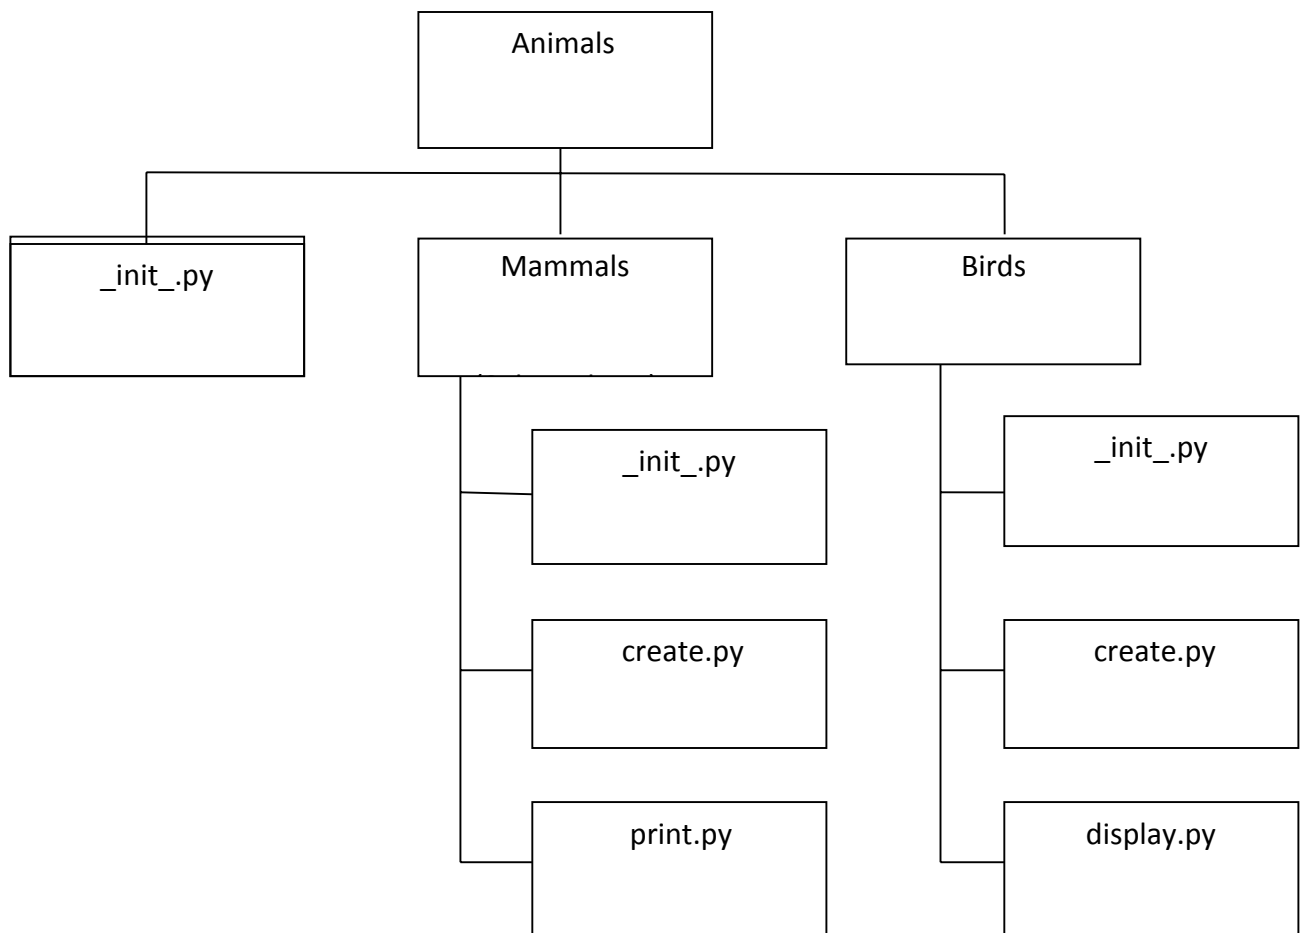 Animals
_init_.py
Mammals
Birds
_init_.py
_init_.py
create.py
create.py
print.py
display.py